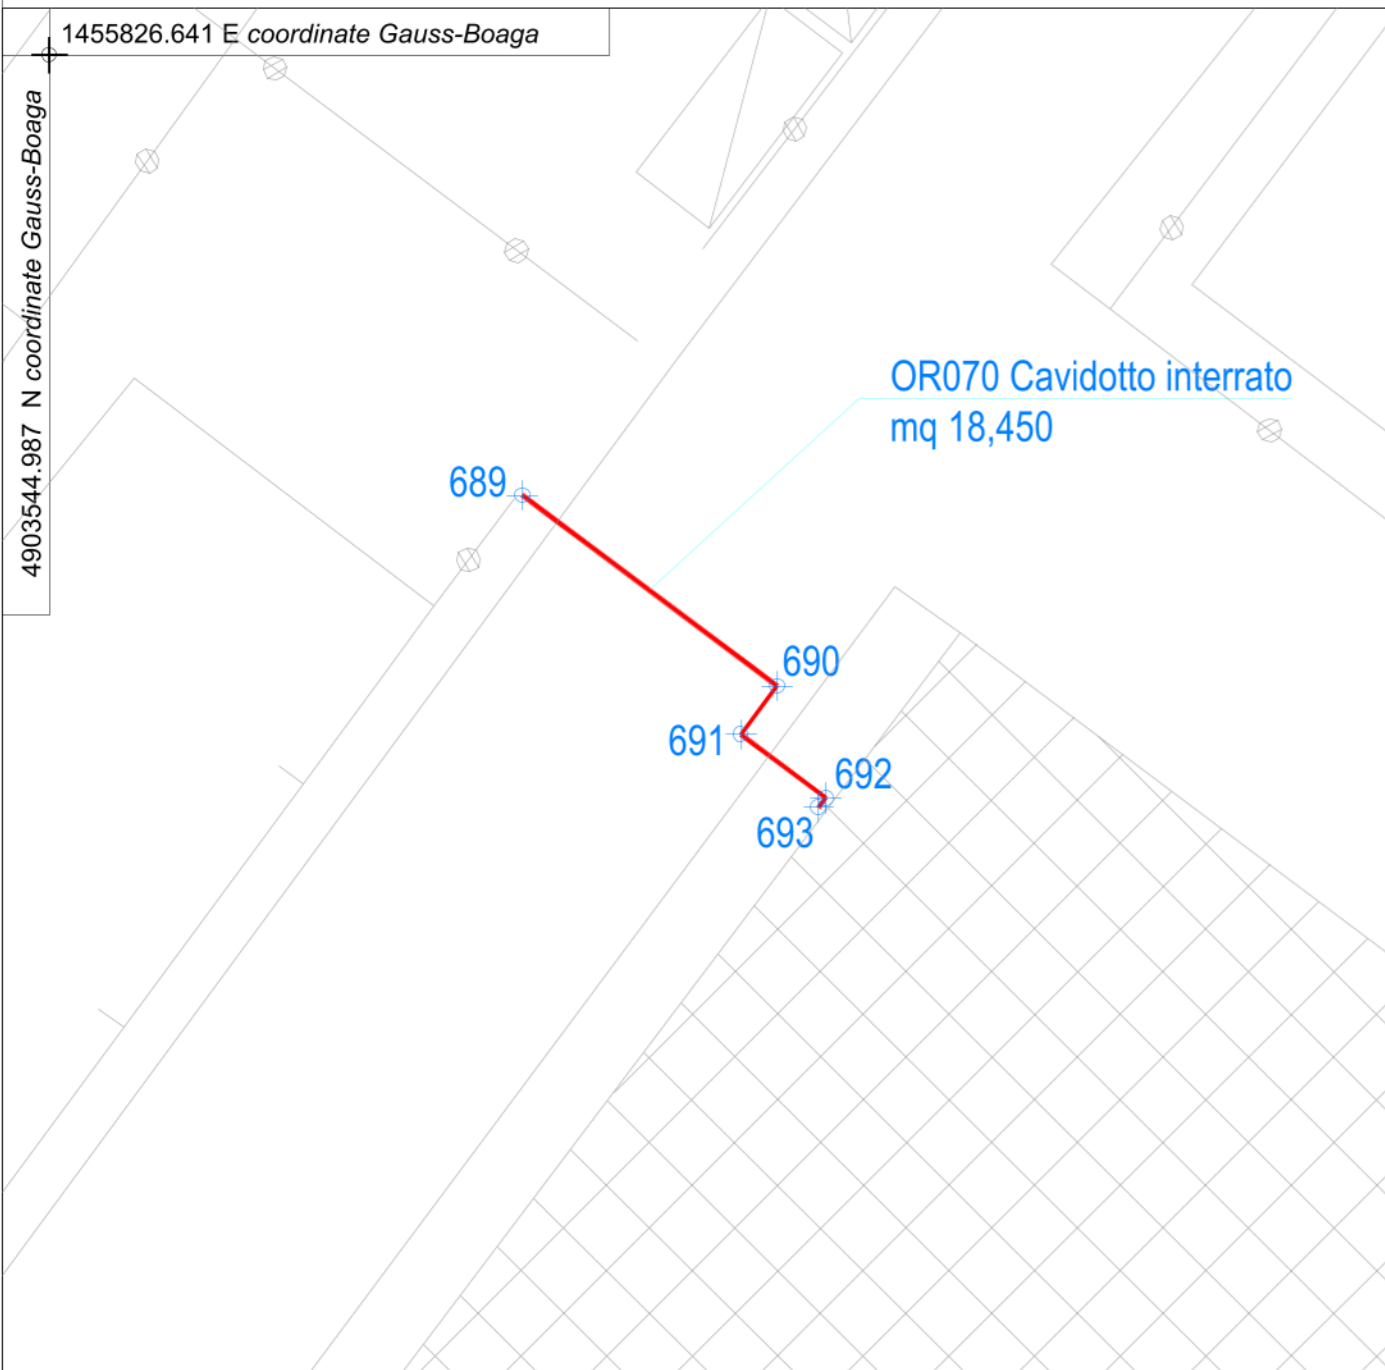 1455826.641 E coordinate Gauss-Boaga
4903544.987 N coordinate Gauss-Boaga
OR070 Cavidotto interrato
mq 18,450
689
690
691
692
693